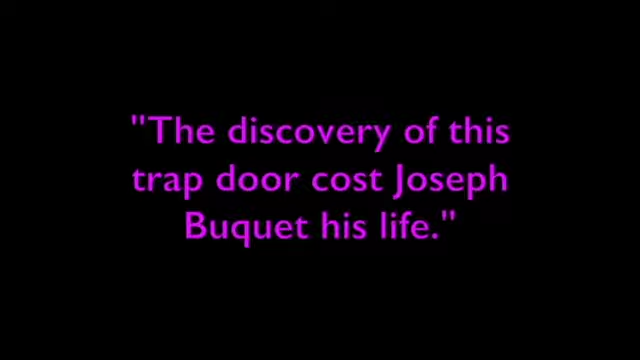 "The discovery of this
trap door cost Joseph
Buquet his life."